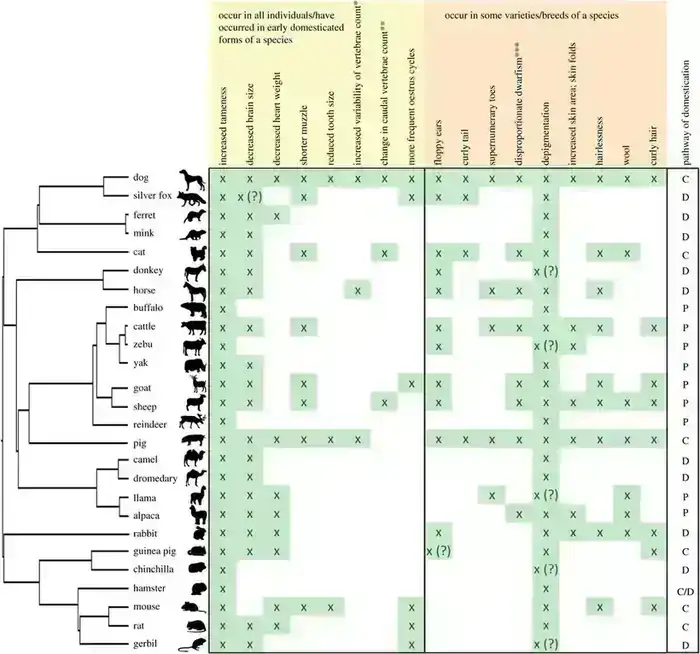 occur in all individuals/have
occurred in early domesticated
forms of a species
occur in some varieties/breeds of a species
increased tameness
decreased brain size
decreased heart weight
shorter muzzle
reduced tooth size
increased variability of vertebrae count*
change in caudal vertebrae count**
more frequent oestrus cycles
floppy ears
curly tail
supernumerary toes
disproportionate dwarfism***
depigmentation
increased skin area; skin folds
hairlessness
wool
curly hair
pathway of domestication
dog x x x x x x x x x x x x x x x x x C
silver fox x x (?) x x x x D
ferret x x x x D
mink x x x D
cat x x x x x x x x x x C
donkey x x x x (?) D
horse x x x x x x x x D
buffalo x x P
cattle x x x x x x x x x x P
zebu x x x x (?) x P
yak x x x P
goat x x x x x x x x x x x P
sheep x x x x x x x x x x x P
reindeer x x P
pig x x x x x x x x x x x x x x x C
camel x x x D
dromedary x x x D
llama x x x x x (?) x P
alpaca x x x x x x x P
rabbit x x x x x x x x x D
guinea pig x x x x (?) x x C
chinchilla x x (?) D
hamster x x C/D
mouse x x x x x x x x C
rat x x x x x C
gerbil x x x x x (?) D